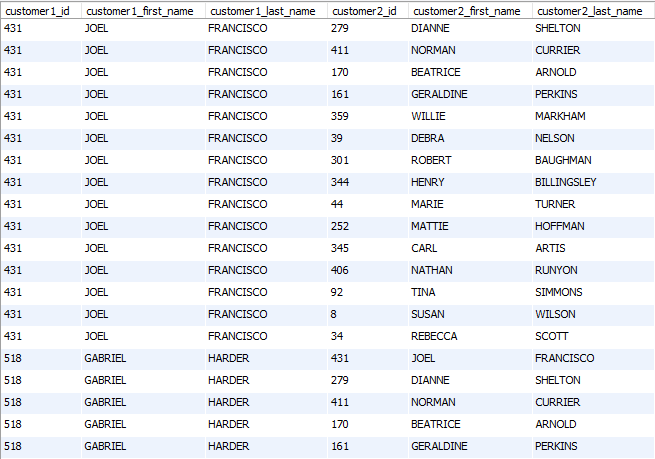 customer1_id customer1_first_name customer1_last_name customer2_id customer2_first_name customer2_last_name
431 JOEL FRANCISCO 279 DIANNE SHELTON
431 JOEL FRANCISCO 411 NORMAN CURRIER
431 JOEL FRANCISCO 170 BEATRICE ARNOLD
431 JOEL FRANCISCO 161 GERALDINE PERKINS
431 JOEL FRANCISCO 359 WILLIE MARKHAM
431 JOEL FRANCISCO 39 DEBRA NELSON
431 JOEL FRANCISCO 301 ROBERT BAUGHMAN
431 JOEL FRANCISCO 344 HENRY BILLINGSLEY
431 JOEL FRANCISCO 44 MARIE TURNER
431 JOEL FRANCISCO 252 MATTIE HOFFMAN
431 JOEL FRANCISCO 345 CARL ARTIS
431 JOEL FRANCISCO 406 NATHAN RUNYON
431 JOEL FRANCISCO 92 TINA SIMMONS
431 JOEL FRANCISCO 8 SUSAN WILSON
431 JOEL FRANCISCO 34 REBECCA SCOTT
518 GABRIEL HARDER 431 JOEL FRANCISCO
518 GABRIEL HARDER 279 DIANNE SHELTON
518 GABRIEL HARDER 411 NORMAN CURRIER
518 GABRIEL HARDER 170 BEATRICE ARNOLD
518 GABRIEL HARDER 161 GERALDINE PERKINS